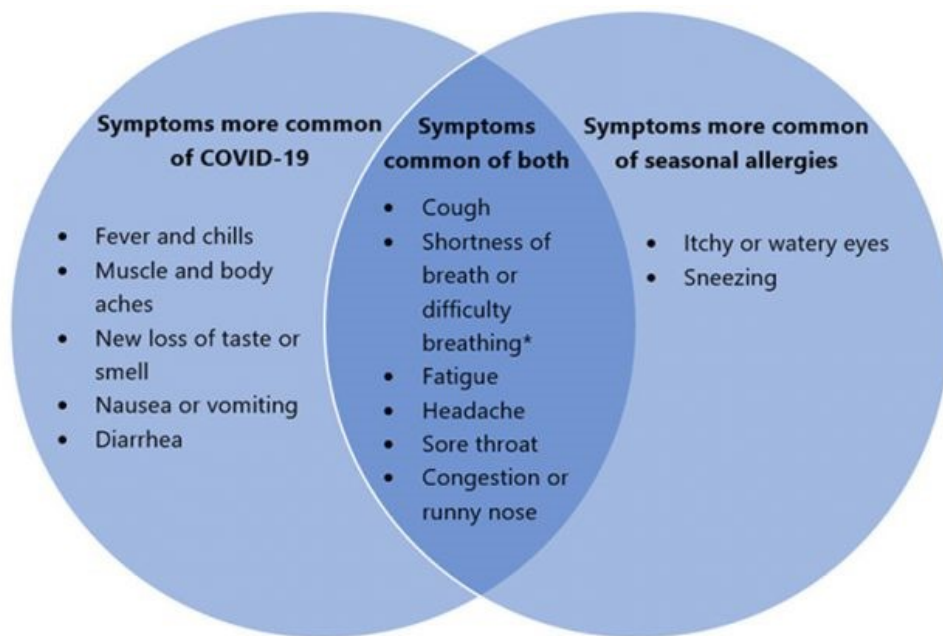 Symptoms more common
of COVID-19
• Fever and chills
• Muscle and body
aches
• New loss of taste or
smell
• Nausea or vomiting
• Diarrhea
Symptoms
common of both
• Cough
• Shortness of
breath or
difficulty
breathing*
• Fatigue
• Headache
• Sore throat
• Congestion or
runny nose
Symptoms more common
of seasonal allergies
• Itchy or watery eyes
• Sneezing